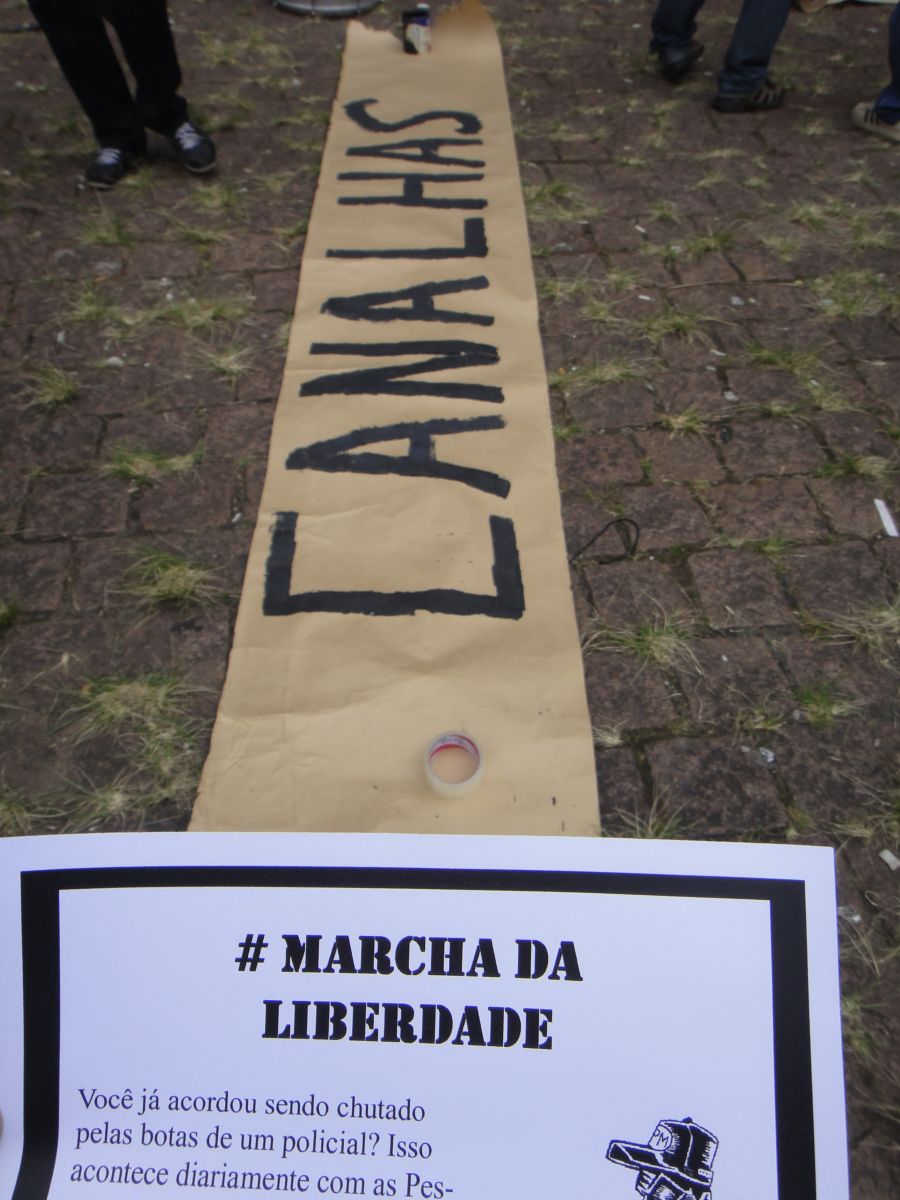 CANALHAS
# MARCHA DA
LIBERDADE
Você já acordou sendo chutado
pelas botas de um policial? Isso
acontece diariamente com as Pes-
PM